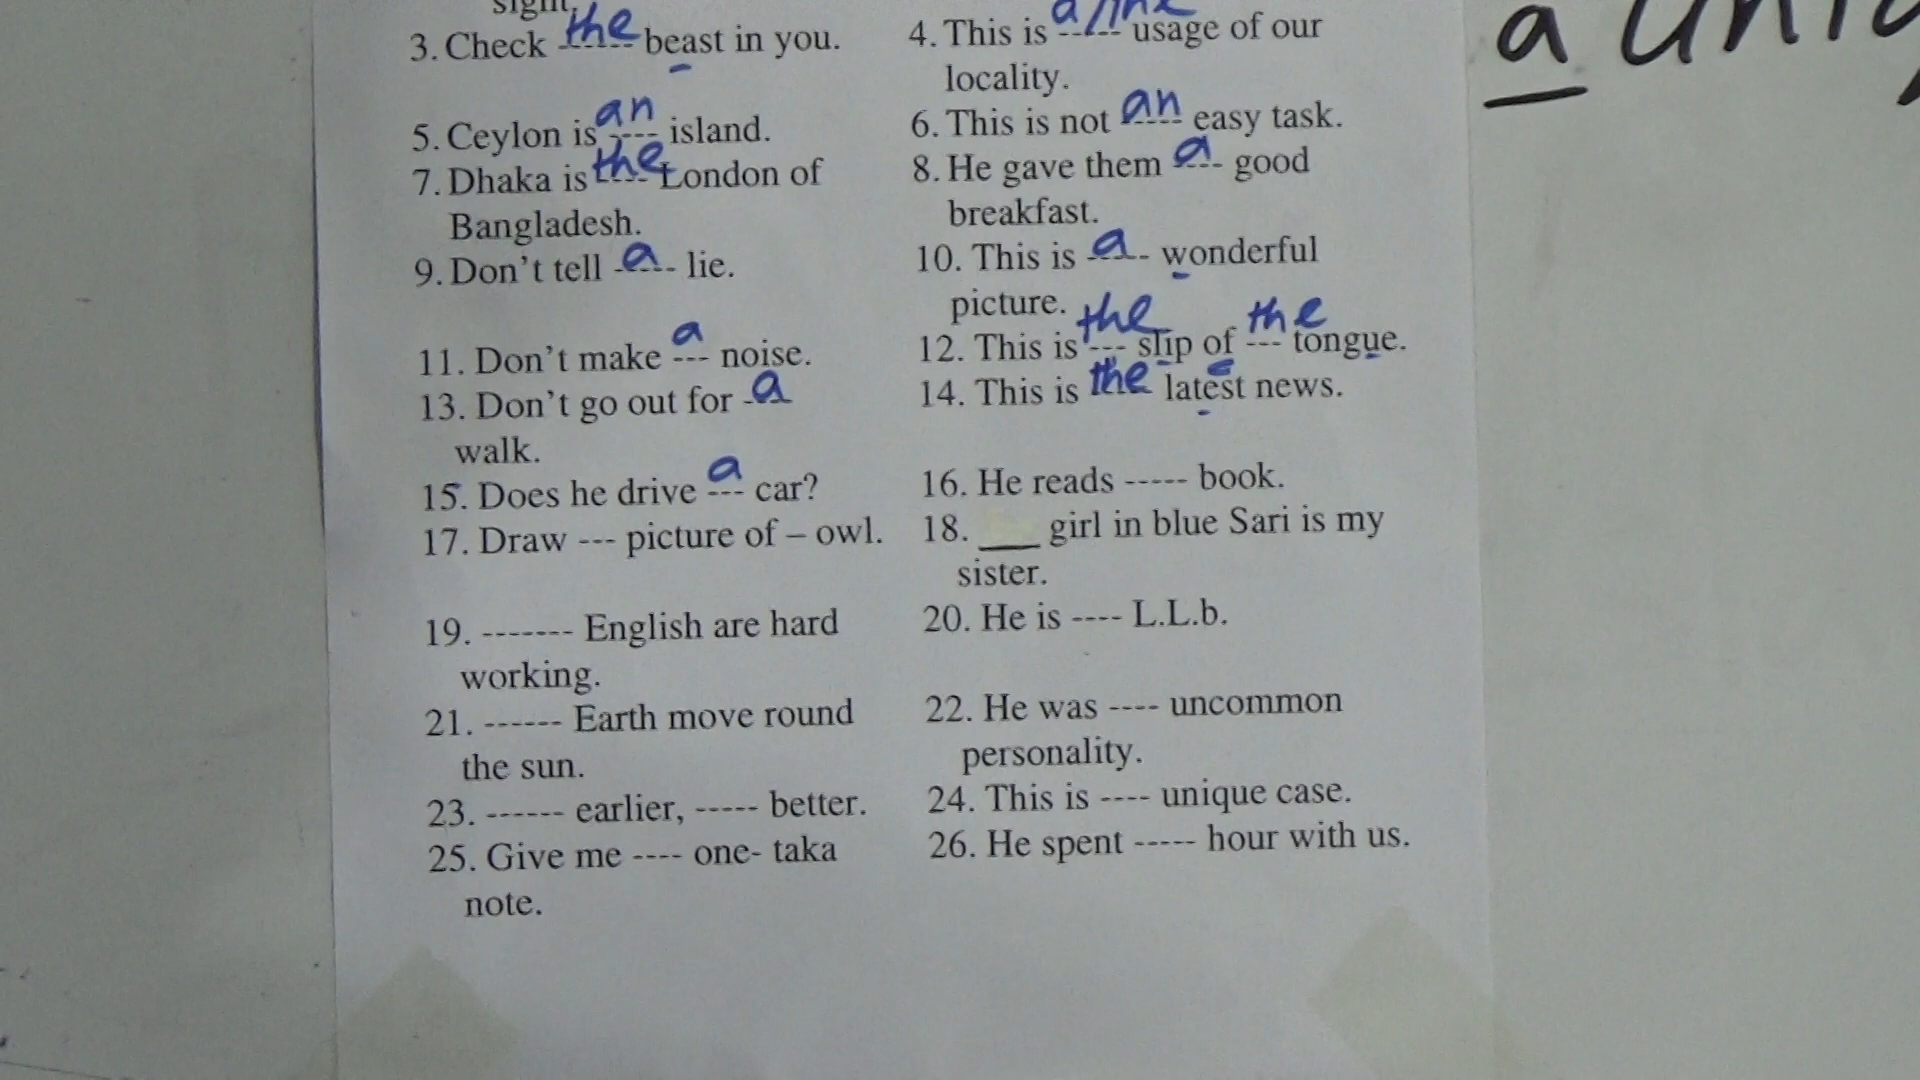 3. Check the beast in you.
4. This is a/the usage of our
locality.
5. Ceylon is an island.
6. This is not an easy task.
7. Dhaka is the London of
Bangladesh.
8. He gave them a good
breakfast.
9. Don't tell a lie.
10. This is a wonderful
picture.
11. Don't make a noise.
12. This is the slip of the tongue.
13. Don't go out for a
walk.
14. This is the latest news.
15. Does he drive a car?
16. He reads ----- book.
17. Draw --- picture of – owl.
18. ___ girl in blue Sari is my
sister.
19. ------- English are hard
working.
20. He is ---- L.L.b.
21. ------ Earth move round
the sun.
22. He was ---- uncommon
personality.
23. ------ earlier, ----- better.
24. This is ---- unique case.
25. Give me ---- one- taka
note.
26. He spent ----- hour with us.
a